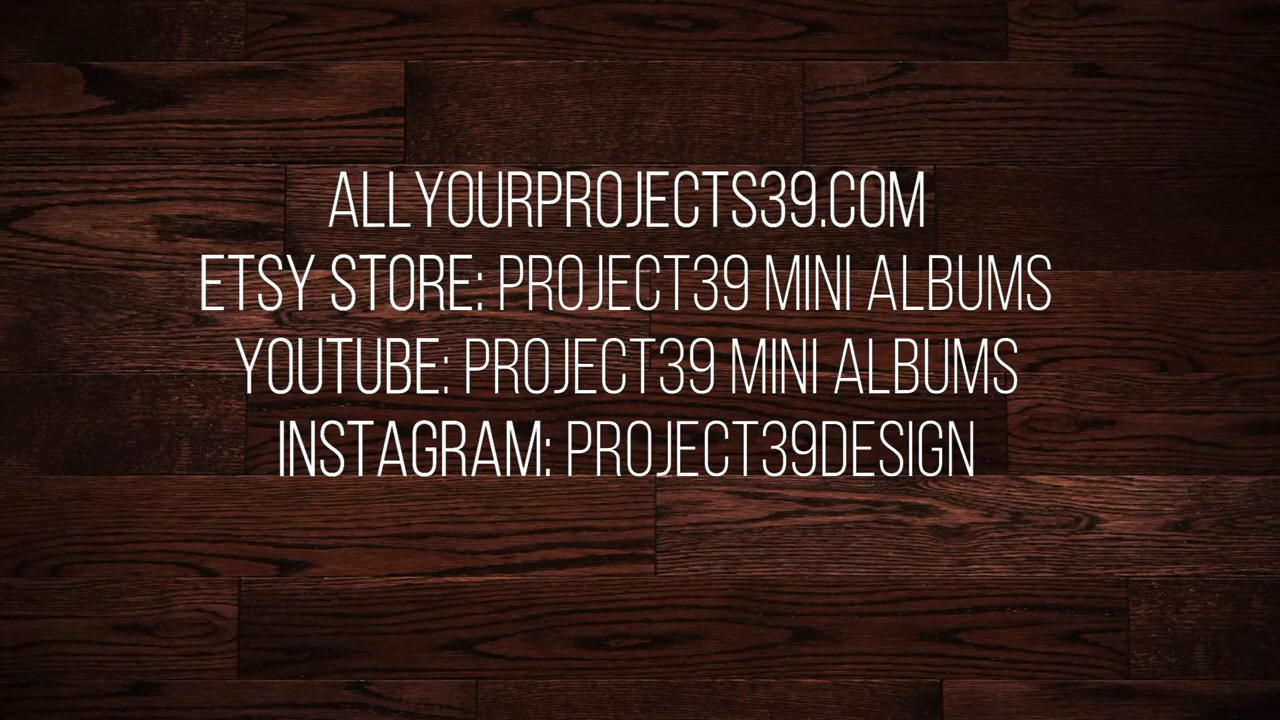 ALLYOURPROJECTS39.COM
ETSY STORE: PROJECT39 MINI ALBUMS
YOUTUBE: PROJECT39 MINI ALBUMS
INSTAGRAM: PROJECT39DESIGN